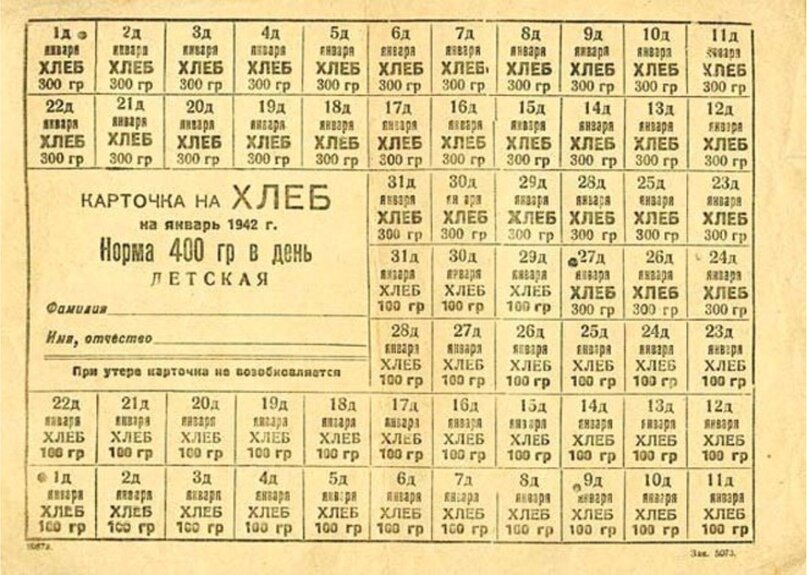 1д 2д 3д 4д 5д 6д 7д 8д 9д 10д 11д
января января января января января января января января января января января
ХЛЕБ ХЛЕБ ХЛЕБ ХЛЕБ ХЛЕБ ХЛЕБ ХЛЕБ ХЛЕБ ХЛЕБ ХЛЕБ ХЛЕБ
300 гр 300 гр 300 гр 300 гр 300 гр 300 гр 300 гр 300 гр 300 гр 300 гр 300 гр
22д 21д 20д 19д 18д 17д 16д 15д 14д 13д 12д
января января января января января января января января января января января
ХЛЕБ ХЛЕБ ХЛЕБ ХЛЕБ ХЛЕБ ХЛЕБ ХЛЕБ ХЛЕБ ХЛЕБ ХЛЕБ ХЛЕБ
300 гр 300 гр 300 гр 300 гр 300 гр 300 гр 300 гр 300 гр 300 гр 300 гр 300 гр
КАРТОЧКА НА ХЛЕБ
на январь 1942 г.
Норма 400 гр в день
ДЕТСКАЯ
Фамилия
Имя, отчество
При утере карточка не возобновляется
31д 30д 29д 28д 25д 23д
января января января января января января
ХЛЕБ ХЛЕБ ХЛЕБ ХЛЕБ ХЛЕБ ХЛЕБ
300 гр 300 гр 300 гр 300 гр 300 гр 300 гр
31д 30д 29д 27д 26д 24д
января января января января января января
ХЛЕБ ХЛЕБ ХЛЕБ ХЛЕБ ХЛЕБ ХЛЕБ
100 гр 100 гр 100 гр 300 гр 300 гр 300 гр
28д 27д 26д 25д 24д 23д
января января января января января января
ХЛЕБ ХЛЕБ ХЛЕБ ХЛЕБ ХЛЕБ ХЛЕБ
100 гр 100 гр 100 гр 100 гр 100 гр 100 гр
22д 21д 20д 19д 18д 17д 16д 15д 14д 13д 12д
января января января января января января января января января января января
ХЛЕБ ХЛЕБ ХЛЕБ ХЛЕБ ХЛЕБ ХЛЕБ ХЛЕБ ХЛЕБ ХЛЕБ ХЛЕБ ХЛЕБ
100 гр 100 гр 100 гр 100 гр 100 гр 100 гр 100 гр 100 гр 100 гр 100 гр 100 гр
1д 2д 3д 4д 5д 6д 7д 8д 9д 10д 11д
января января января января января января января января января января января
ХЛЕБ ХЛЕБ ХЛЕБ ХЛЕБ ХЛЕБ ХЛЕБ ХЛЕБ ХЛЕБ ХЛЕБ ХЛЕБ ХЛЕБ
100 гр 100 гр 100 гр 100 гр 100 гр 100 гр 100 гр 100 гр 100 гр 100 гр 100 гр
Зак. 5073.